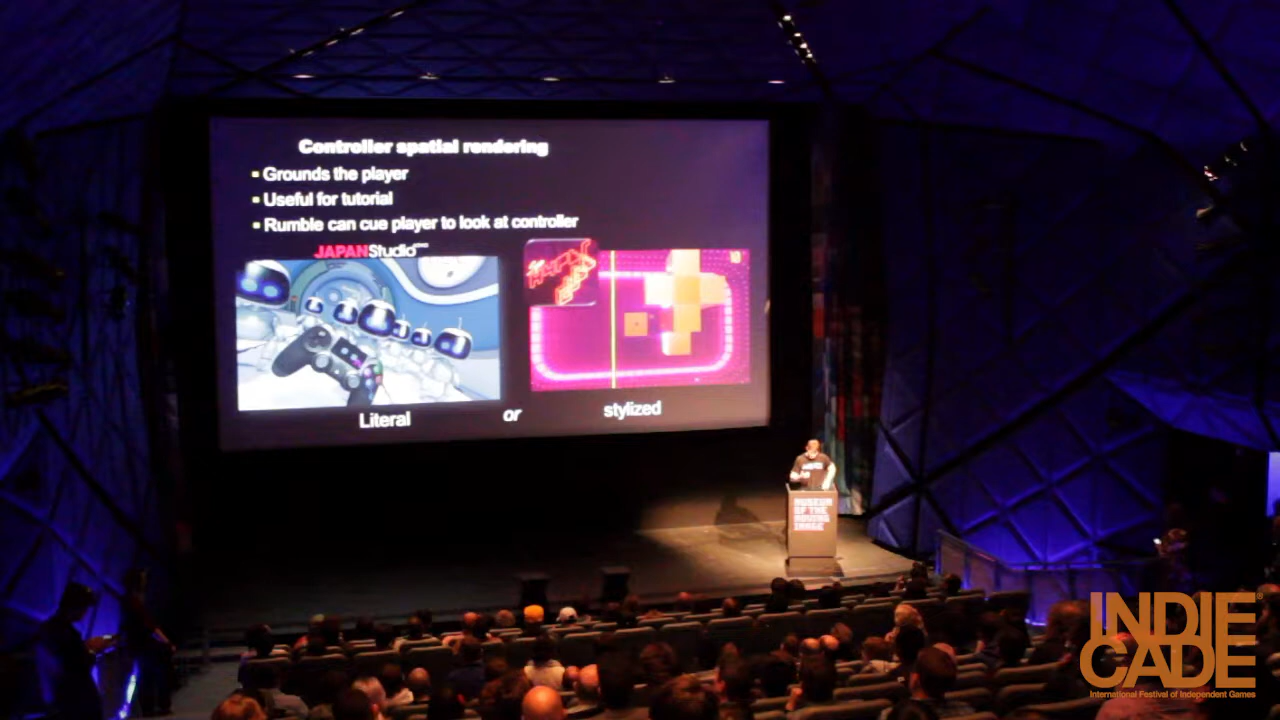 Controller spatial rendering
▪ Grounds the player
▪ Useful for tutorial
▪ Rumble can cue player to look at controller
JAPANStudio
Literal or stylized
MUSEUM
OF THE
MOVING
IMAGE
INDIE
CADE®
International Festival of Independent Games